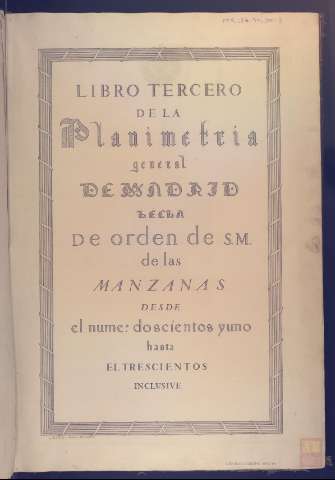 LIBRO TERCERO
DE LA
Planimetria
general
DE MADRID
HECHA
De orden de S.M.
de las
MANZANAS
DESDE
el nume: doscientos y uno
hasta
EL TRESCIENTOS
INCLUSIVE